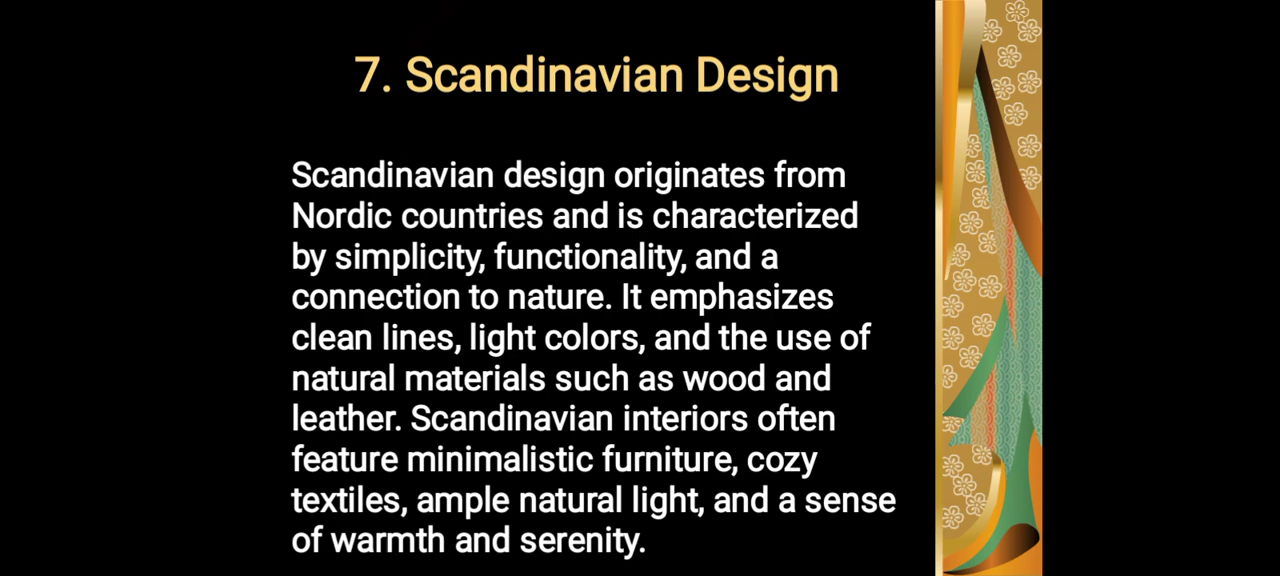 7. Scandinavian Design
Scandinavian design originates from
Nordic countries and is characterized
by simplicity, functionality, and a
connection to nature. It emphasizes
clean lines, light colors, and the use of
natural materials such as wood and
leather. Scandinavian interiors often
feature minimalistic furniture, cozy
textiles, ample natural light, and a sense
of warmth and serenity.